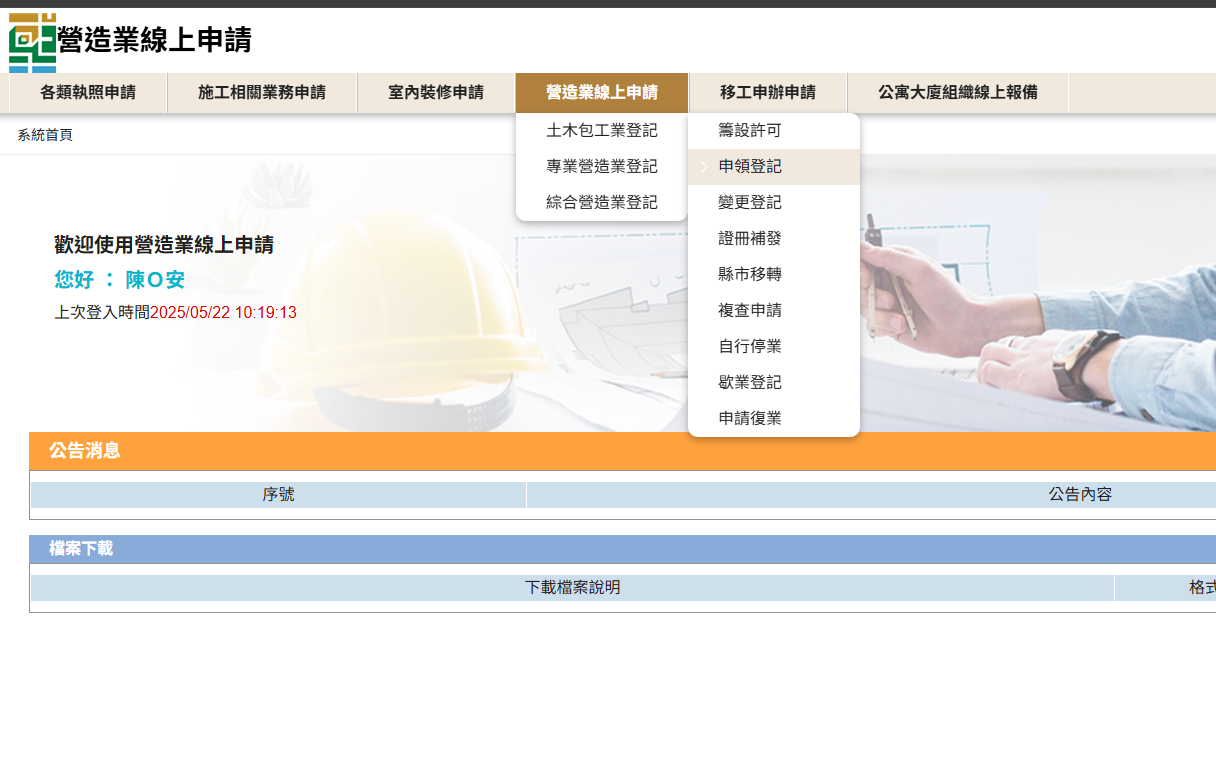 營造業線上申請
各類執照申請 施工相關業務申請 室內裝修申請 營造業線上申請 移工申辦申請 公寓大廈組織線上報備
系統首頁
土木包工業登記
專業營造業登記
綜合營造業登記
籌設許可
申領登記
變更登記
證冊補發
縣市移轉
複查申請
自行停業
歇業登記
申請復業
歡迎使用營造業線上申請
您好 ： 陳O安
上次登入時間2025/05/22 10:19:13
公告消息
序號 公告內容
檔案下載
下載檔案說明 格式